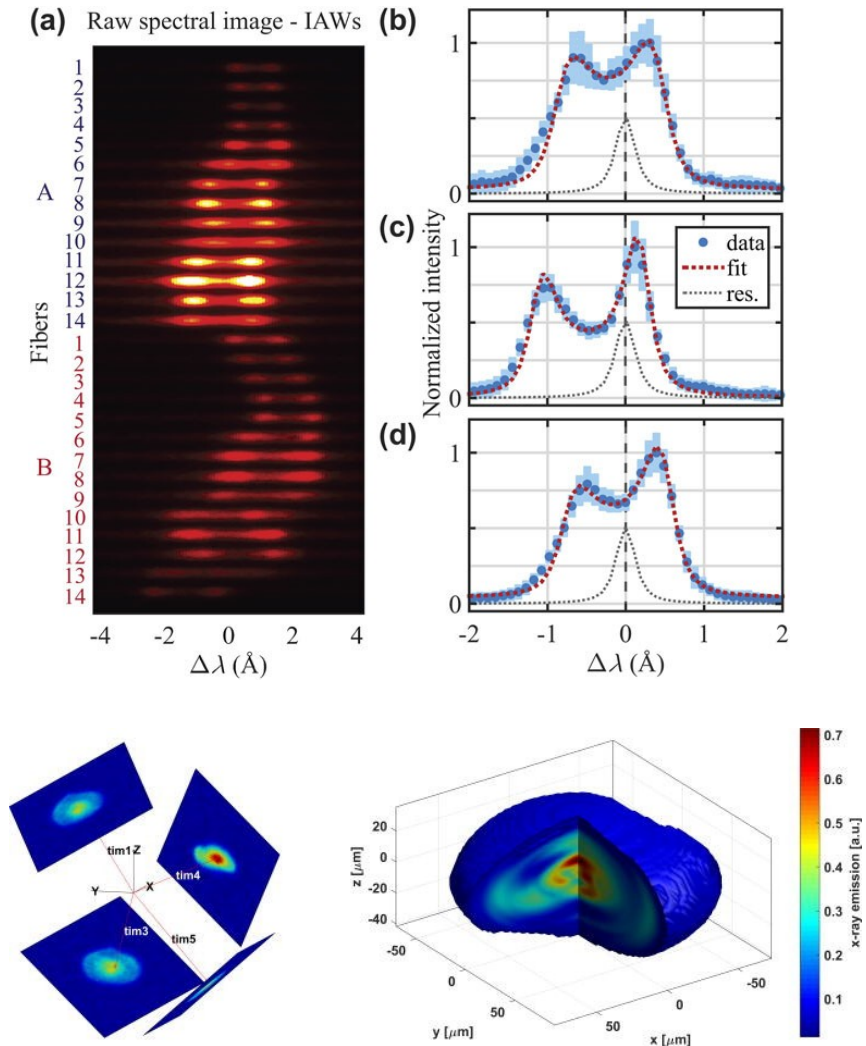 (a) Raw spectral image - IAWs
Fibers
A
1
2
3
4
5
6
7
8
9
10
11
12
13
14
B
1
2
3
4
5
6
7
8
9
10
11
12
13
14
-4 -2 0 2 4
Δλ (Å)
Normalized intensity
(b)
1
0
(c)
1
0
data
fit
res.
(d)
1
0
-2 -1 0 1 2
Δλ (Å)
tim1
Z
Y
X
tim4
tim3
tim5
20
0
-20
-40
z [μm]
-50
0
50
y [μm]
50
0
-50
x [μm]
0.7
0.6
0.5
0.4
0.3
0.2
0.1
x-ray emission [a.u.]